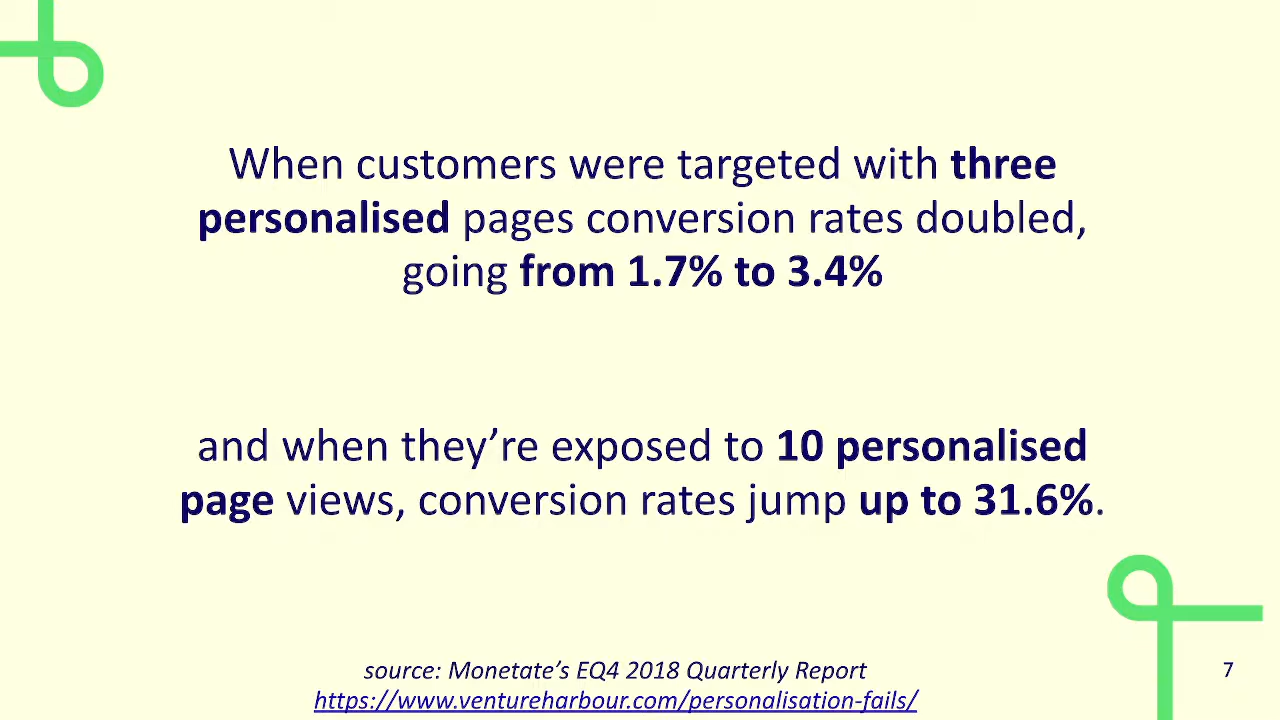 When customers were targeted with three
personalised pages conversion rates doubled,
going from 1.7% to 3.4%
and when they’re exposed to 10 personalised
page views, conversion rates jump up to 31.6%.
source: Monetate’s EQ4 2018 Quarterly Report
https://www.ventureharbour.com/personalisation-fails/
7